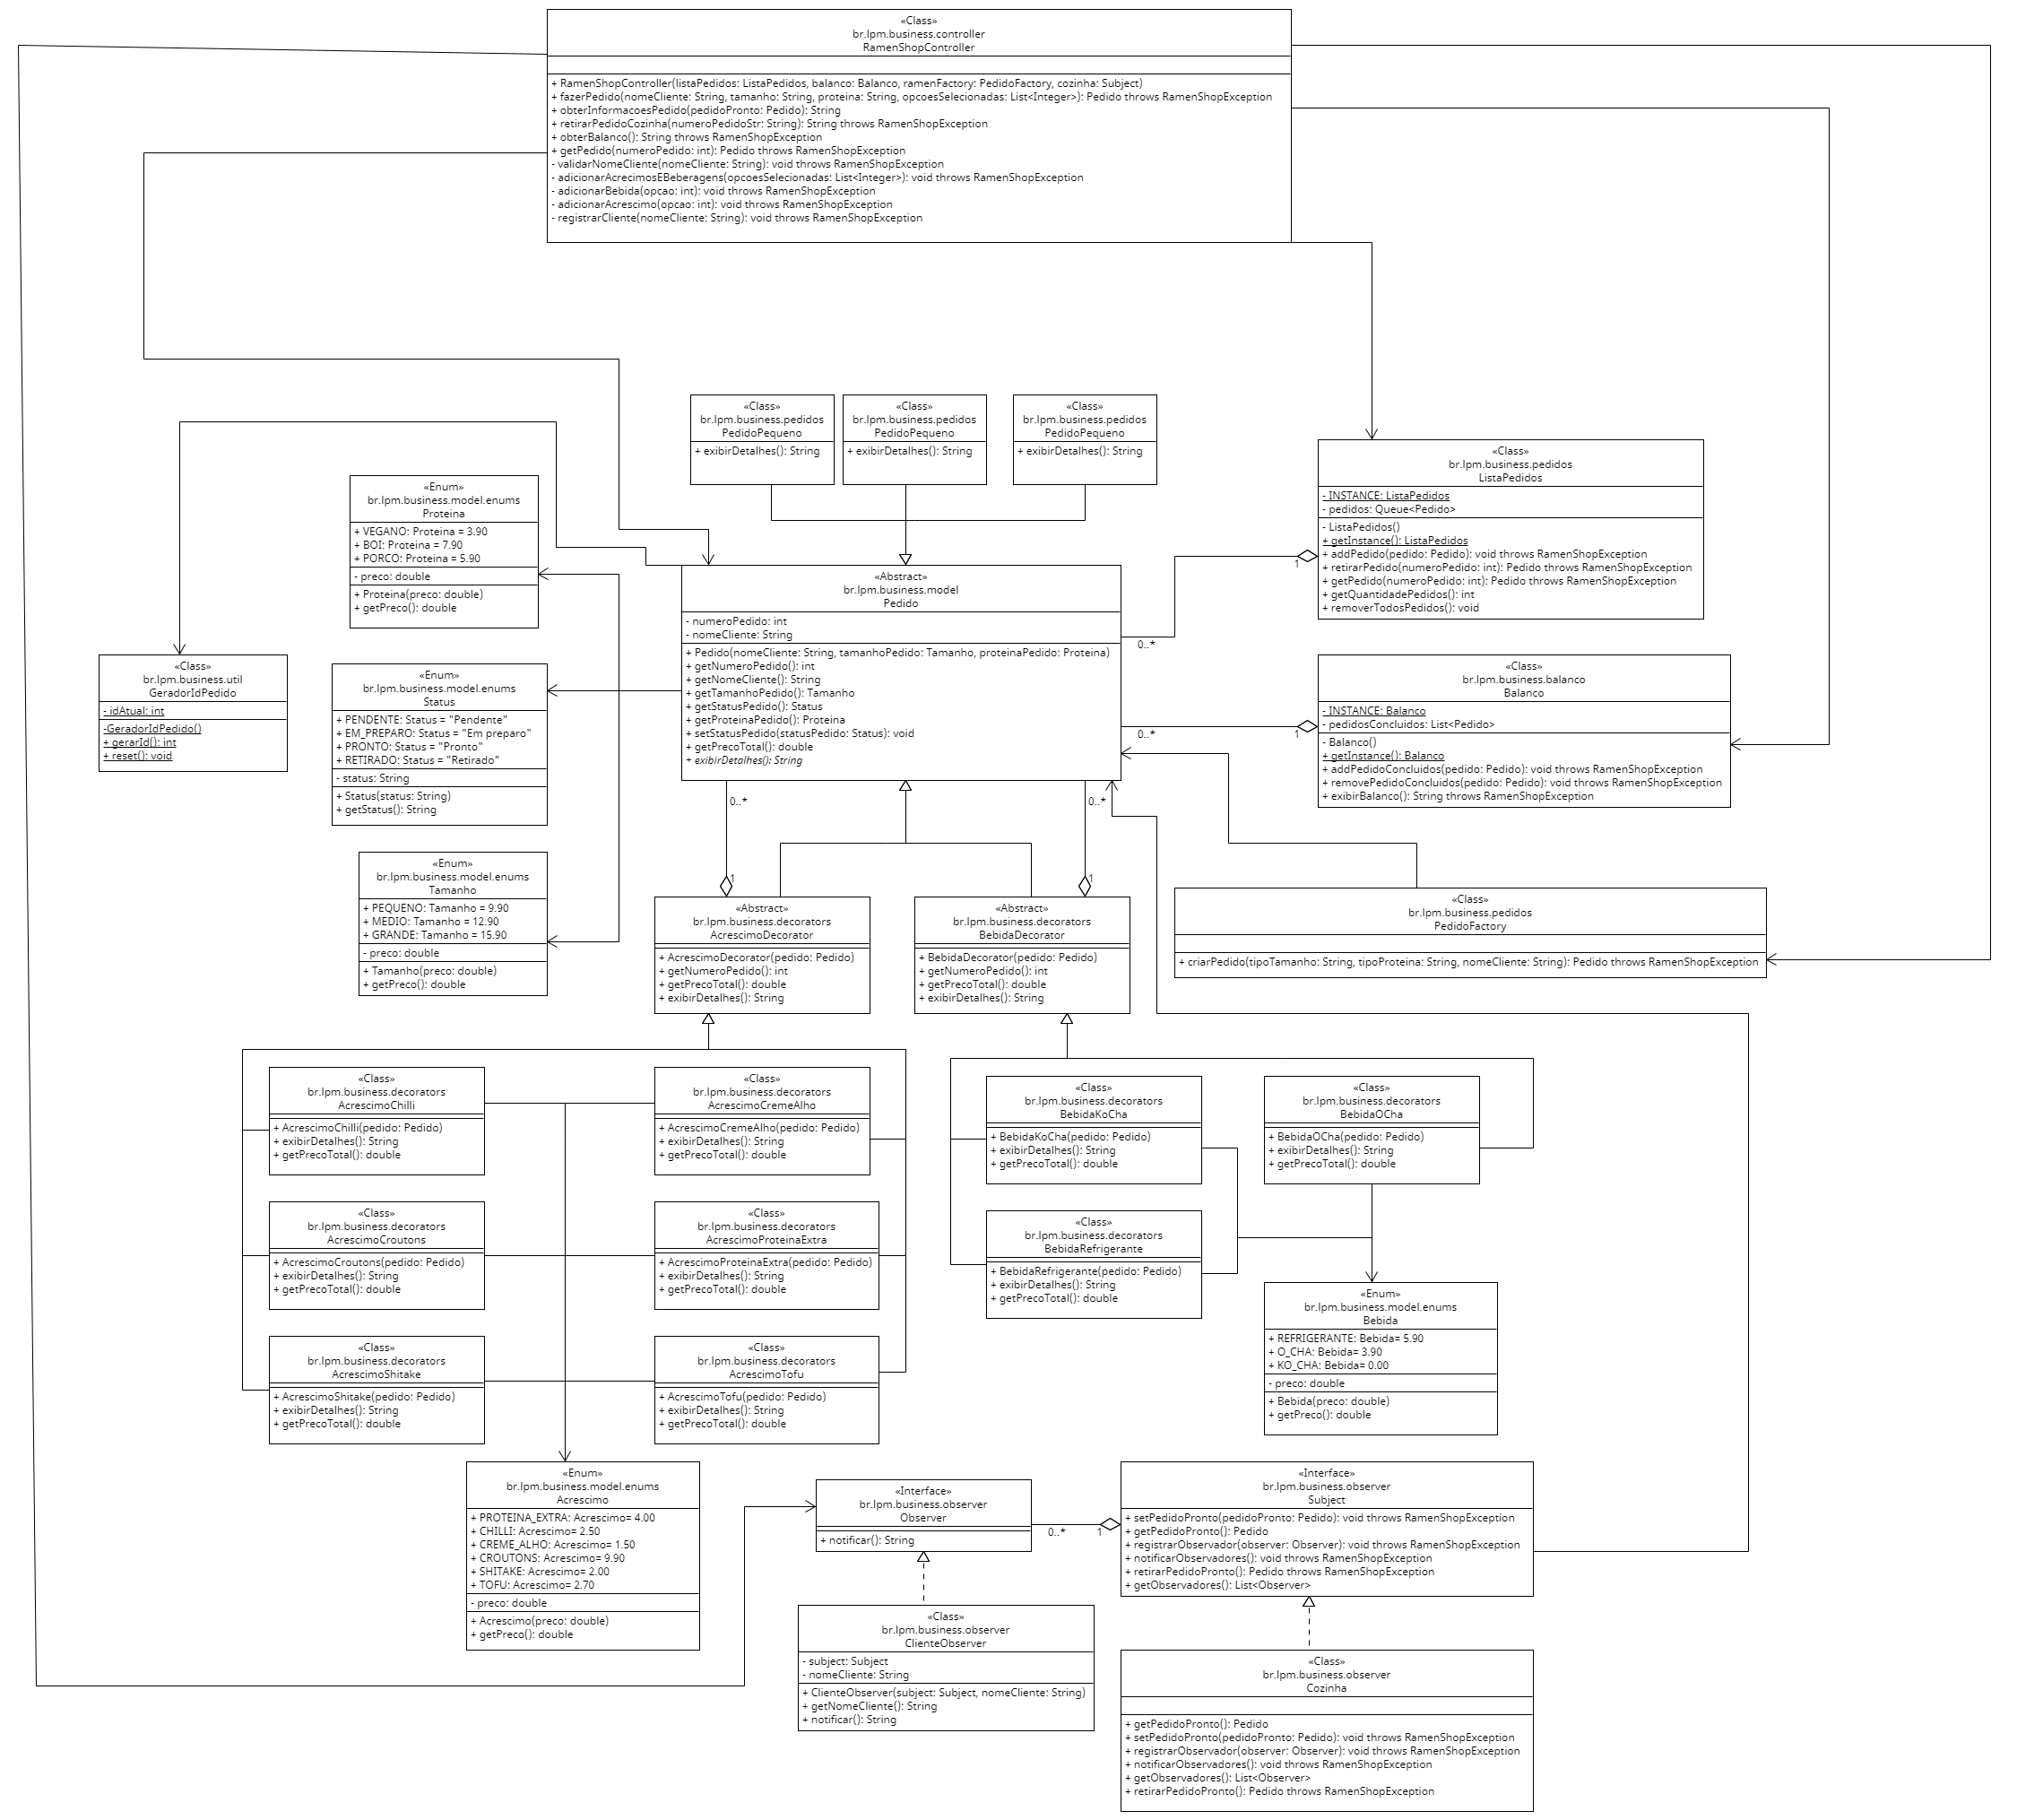 «Class»
br.lpm.business.controller
RamenShopController
+ RamenShopController(listaPedidos: ListaPedidos, balanco: Balanco, ramenFactory: PedidoFactory, cozinha: Subject)
+ fazerPedido(nomeCliente: String, tamanho: String, proteina: String, opcoesSelecionadas: List<Integer>): Pedido throws RamenShopException
+ obterInformacoesPedido(pedidoPronto: Pedido): String
+ retirarPedidoCozinha(numeroPedidoStr: String): String throws RamenShopException
+ obterBalanco(): String throws RamenShopException
+ getPedido(numeroPedido: int): Pedido throws RamenShopException
- validarNomeCliente(nomeCliente: String): void throws RamenShopException
- adicionarAcrecimosEBeberagens(opcoesSelecionadas: List<Integer>): void throws RamenShopException
- adicionarBebida(opcao: int): void throws RamenShopException
- adicionarAcrescimo(opcao: int): void throws RamenShopException
- registrarCliente(nomeCliente: String): void throws RamenShopException
«Class»
br.lpm.business.pedidos
PedidoPequeno
+ exibirDetalhes(): String
«Class»
br.lpm.business.pedidos
PedidoPequeno
+ exibirDetalhes(): String
«Class»
br.lpm.business.pedidos
PedidoPequeno
+ exibirDetalhes(): String
«Class»
br.lpm.business.pedidos
ListaPedidos
- INSTANCE: ListaPedidos
- pedidos: Queue<Pedido>
- ListaPedidos()
+ getInstance(): ListaPedidos
+ addPedido(pedido: Pedido): void throws RamenShopException
+ retirarPedido(numeroPedido: int): Pedido throws RamenShopException
+ getPedido(numeroPedido: int): Pedido throws RamenShopException
+ getQuantidadePedidos(): int
+ removerTodosPedidos(): void
«Enum»
br.lpm.business.model.enums
Proteina
+ VEGANO: Proteina = 3.90
+ BOI: Proteina = 7.90
+ PORCO: Proteina = 5.90
- preco: double
+ Proteina(preco: double)
+ getPreco(): double
«Abstract»
br.lpm.business.model
Pedido
- numeroPedido: int
- nomeCliente: String
+ Pedido(nomeCliente: String, tamanhoPedido: Tamanho, proteinaPedido: Proteina)
+ getNumeroPedido(): int
+ getNomeCliente(): String
+ getTamanhoPedido(): Tamanho
+ getStatusPedido(): Status
+ getProteinaPedido(): Proteina
+ setStatusPedido(statusPedido: Status): void
+ getPrecoTotal(): double
+ exibirDetalhes(): String
1
0..*
«Class»
br.lpm.business.util
GeradorIdPedido
- idAtual: int
-GeradorIdPedido()
+ gerarId(): int
+ reset(): void
«Enum»
br.lpm.business.model.enums
Status
+ PENDENTE: Status = "Pendente"
+ EM_PREPARO: Status = "Em preparo"
+ PRONTO: Status = "Pronto"
+ RETIRADO: Status = "Retirado"
- status: String
+ Status(status: String)
+ getStatus(): String
«Class»
br.lpm.business.balanco
Balanco
- INSTANCE: Balanco
- pedidosConcluidos: List<Pedido>
- Balanco()
+ getInstance(): Balanco
+ addPedidoConcluidos(pedido: Pedido): void throws RamenShopException
+ removePedidoConcluidos(pedido: Pedido): void throws RamenShopException
+ exibirBalanco(): String throws RamenShopException
1
0..*
0..*
0..*
1
1
«Enum»
br.lpm.business.model.enums
Tamanho
+ PEQUENO: Tamanho = 9.90
+ MEDIO: Tamanho = 12.90
+ GRANDE: Tamanho = 15.90
- preco: double
+ Tamanho(preco: double)
+ getPreco(): double
«Abstract»
br.lpm.business.decorators
AcrescimoDecorator
+ AcrescimoDecorator(pedido: Pedido)
+ getNumeroPedido(): int
+ getPrecoTotal(): double
+ exibirDetalhes(): String
«Abstract»
br.lpm.business.decorators
BebidaDecorator
+ BebidaDecorator(pedido: Pedido)
+ getNumeroPedido(): int
+ getPrecoTotal(): double
+ exibirDetalhes(): String
«Class»
br.lpm.business.pedidos
PedidoFactory
+ criarPedido(tipoTamanho: String, tipoProteina: String, nomeCliente: String): Pedido throws RamenShopException
«Class»
br.lpm.business.decorators
AcrescimoChilli
+ AcrescimoChilli(pedido: Pedido)
+ exibirDetalhes(): String
+ getPrecoTotal(): double
«Class»
br.lpm.business.decorators
AcrescimoCremeAlho
+ AcrescimoCremeAlho(pedido: Pedido)
+ exibirDetalhes(): String
+ getPrecoTotal(): double
«Class»
br.lpm.business.decorators
BebidaKoCha
+ BebidaKoCha(pedido: Pedido)
+ exibirDetalhes(): String
+ getPrecoTotal(): double
«Class»
br.lpm.business.decorators
BebidaOCha
+ BebidaOCha(pedido: Pedido)
+ exibirDetalhes(): String
+ getPrecoTotal(): double
«Class»
br.lpm.business.decorators
AcrescimoCroutons
+ AcrescimoCroutons(pedido: Pedido)
+ exibirDetalhes(): String
+ getPrecoTotal(): double
«Class»
br.lpm.business.decorators
AcrescimoProteinaExtra
+ AcrescimoProteinaExtra(pedido: Pedido)
+ exibirDetalhes(): String
+ getPrecoTotal(): double
«Class»
br.lpm.business.decorators
BebidaRefrigerante
+ BebidaRefrigerante(pedido: Pedido)
+ exibirDetalhes(): String
+ getPrecoTotal(): double
«Enum»
br.lpm.business.model.enums
Bebida
+ REFRIGERANTE: Bebida= 5.90
+ O_CHA: Bebida= 3.90
+ KO_CHA: Bebida= 0.00
- preco: double
+ Bebida(preco: double)
+ getPreco(): double
«Class»
br.lpm.business.decorators
AcrescimoShitake
+ AcrescimoShitake(pedido: Pedido)
+ exibirDetalhes(): String
+ getPrecoTotal(): double
«Class»
br.lpm.business.decorators
AcrescimoTofu
+ AcrescimoTofu(pedido: Pedido)
+ exibirDetalhes(): String
+ getPrecoTotal(): double
«Enum»
br.lpm.business.model.enums
Acrescimo
+ PROTEINA_EXTRA: Acrescimo= 4.00
+ CHILLI: Acrescimo= 2.50
+ CREME_ALHO: Acrescimo= 1.50
+ CROUTONS: Acrescimo= 9.90
+ SHITAKE: Acrescimo= 2.00
+ TOFU: Acrescimo= 2.70
- preco: double
+ Acrescimo(preco: double)
+ getPreco(): double
«Interface»
br.lpm.business.observer
Observer
+ notificar(): String
0..*
1
«Interface»
br.lpm.business.observer
Subject
+ setPedidoPronto(pedidoPronto: Pedido): void throws RamenShopException
+ getPedidoPronto(): Pedido
+ registrarObservador(observer: Observer): void throws RamenShopException
+ notificarObservadores(): void throws RamenShopException
+ retirarPedidoPronto(): Pedido throws RamenShopException
+ getObservadores(): List<Observer>
«Class»
br.lpm.business.observer
ClienteObserver
- subject: Subject
- nomeCliente: String
+ ClienteObserver(subject: Subject, nomeCliente: String)
+ getNomeCliente(): String
+ notificar(): String
«Class»
br.lpm.business.observer
Cozinha
+ getPedidoPronto(): Pedido
+ setPedidoPronto(pedidoPronto: Pedido): void throws RamenShopException
+ registrarObservador(observer: Observer): void throws RamenShopException
+ notificarObservadores(): void throws RamenShopException
+ getObservadores(): List<Observer>
+ retirarPedidoPronto(): Pedido throws RamenShopException